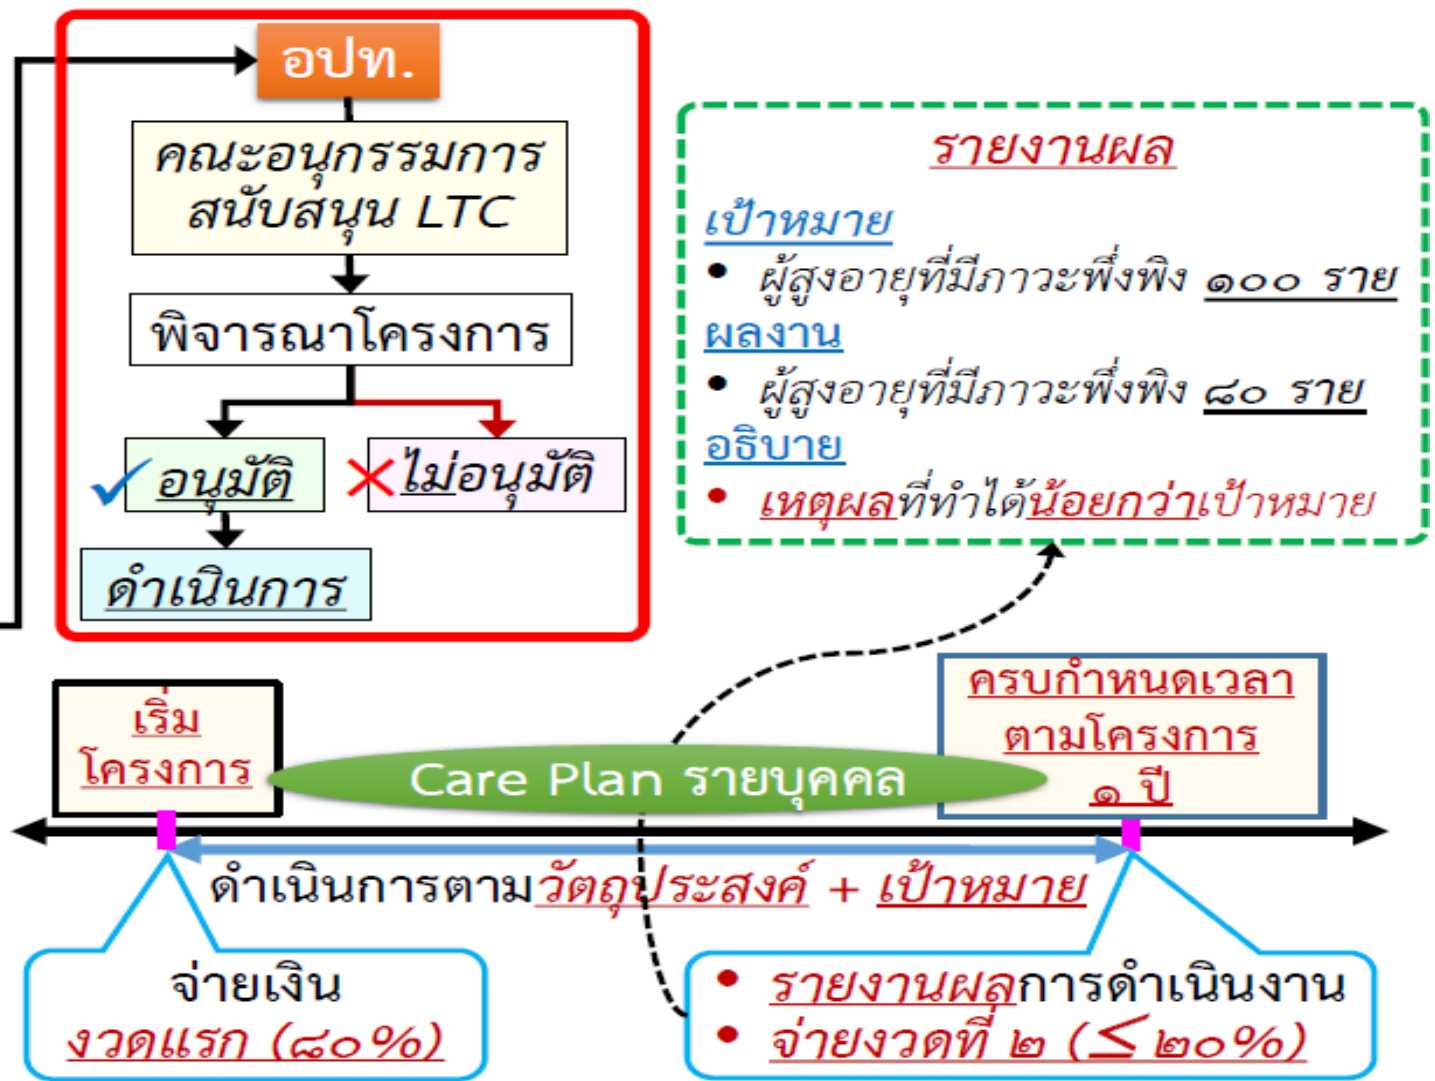 อปท.
คณะอนุกรรมการ
สนับสนุน LTC
พิจารณาโครงการ
อนุมัติ
ไม่อนุมัติ
ดำเนินการ
รายงานผล
เป้าหมาย
• ผู้สูงอายุที่มีภาวะพึ่งพิง ๑๐๐ ราย
ผลงาน
• ผู้สูงอายุที่มีภาวะพึ่งพิง ๘๐ ราย
อธิบาย
• เหตุผลที่ทำได้น้อยกว่าเป้าหมาย
เริ่ม
โครงการ
Care Plan รายบุคคล
ครบกำหนดเวลา
ตามโครงการ
๑ ปี
ดำเนินการตามวัตถุประสงค์ + เป้าหมาย
จ่ายเงิน
งวดแรก (๘๐%)
• รายงานผลการดำเนินงาน
• จ่ายงวดที่ ๒ (≤ ๒๐%)